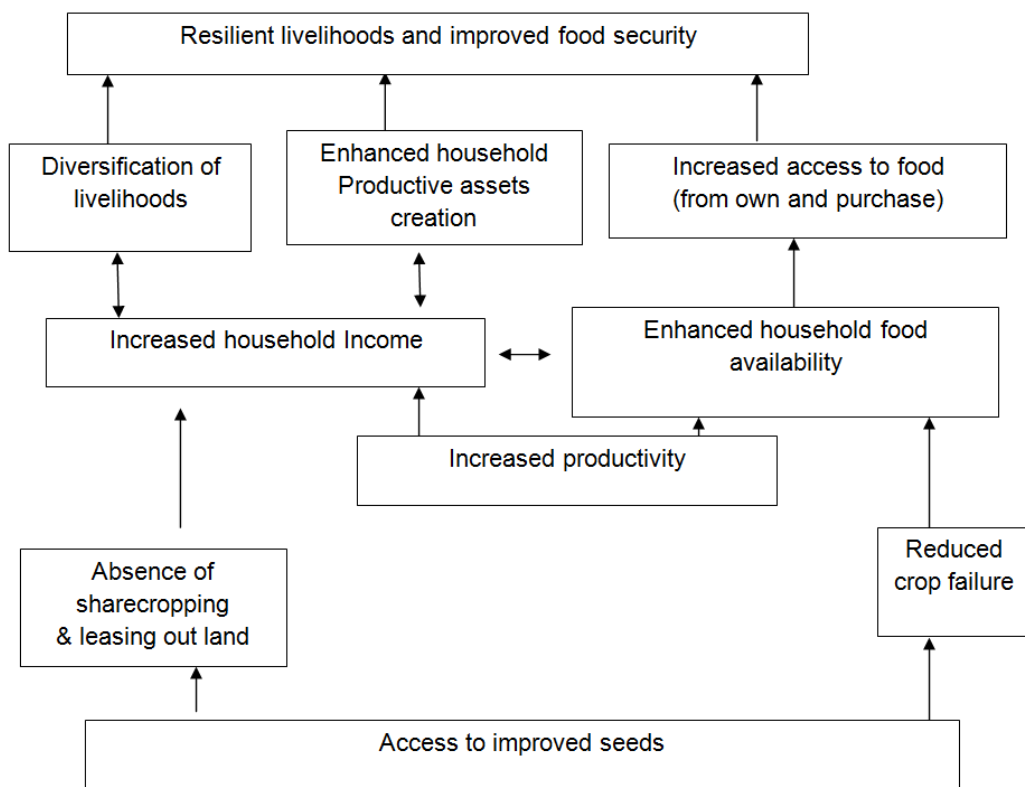 Resilient livelihoods and improved food security
Diversification of
livelihoods
Enhanced household
Productive assets
creation
Increased access to food
(from own and purchase)
Increased household Income
Enhanced household food
availability
Increased productivity
Absence of
sharecropping
& leasing out land
Reduced
crop failure
Access to improved seeds